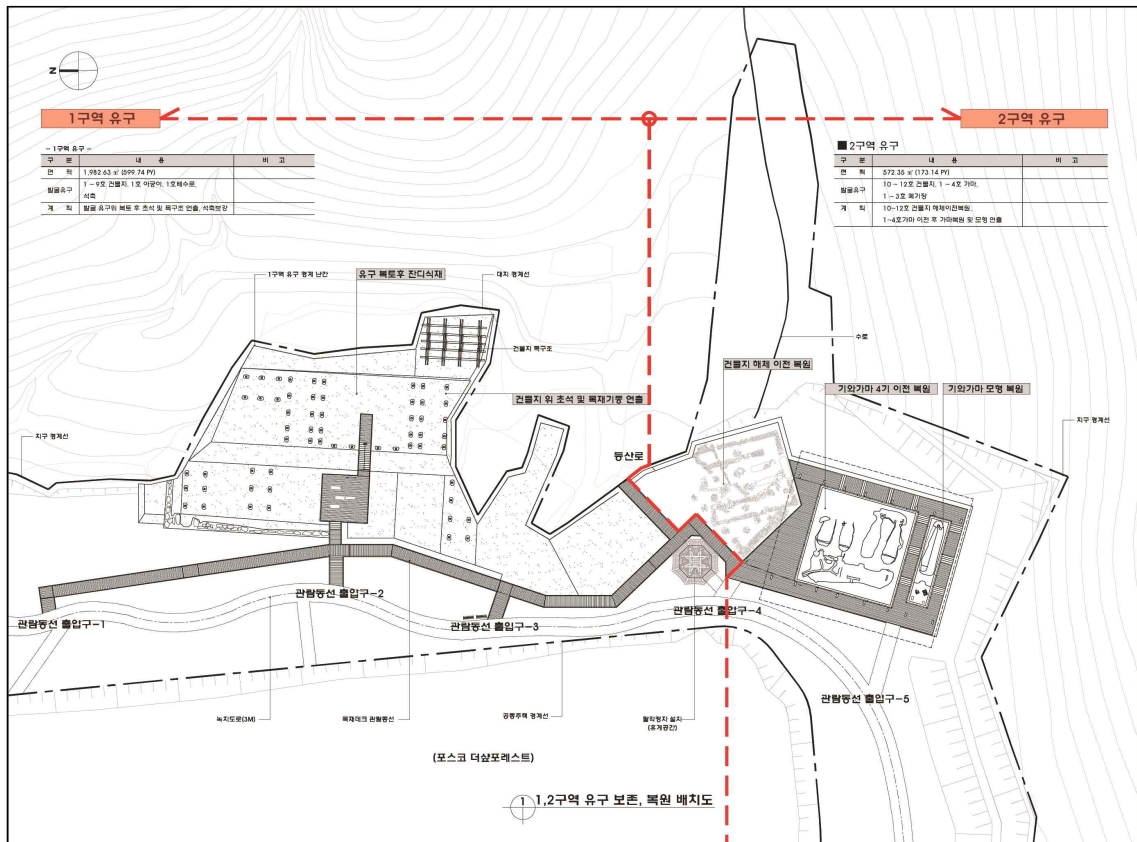 N
1구역 유구
2구역 유구
- 1구역 유구 -
구 분 내 용 비 고
면 적 1,982.63 ㎡ (599.74 PY)
발굴유구 1 ~ 9호 건물지, 1호 아궁이, 1호배수로,
석축
계 획 발굴 유구위 복토 후 초석 및 목구조 연출, 석축보강
■2구역 유구
구 분 내 용 비 고
면 적 572.35 ㎡ (173.14 PY)
발굴유구 10 ~ 12호 건물지, 1 ~ 4호 가마,
1 ~ 3호 폐기장
계 획 10~12호 건물지 해체이전복원,
1~4호가마 이전 후 가마복원 및 모형 연출
1구역 유구 경계 난간
유구 복토후 잔디식재
대지 경계선
건물지 목구조
수로
건물지 해체 이전 복원
기와가마 4기 이전 복원
기와가마 모형 복원
건물지 위 초석 및 목재기둥 연출
지구 경계선
지구 경계선
등산로
관람동선 출입구-1
관람동선 출입구-2
관람동선 출입구-3
관람동선 출입구-4
관람동선 출입구-5
녹지도로(3M)
목재데크 관람동선
공동주택 경계선
팔각정자 설치
(휴게공간)
(포스코 더샾포레스트)
1 1,2구역 유구 보존, 복원 배치도